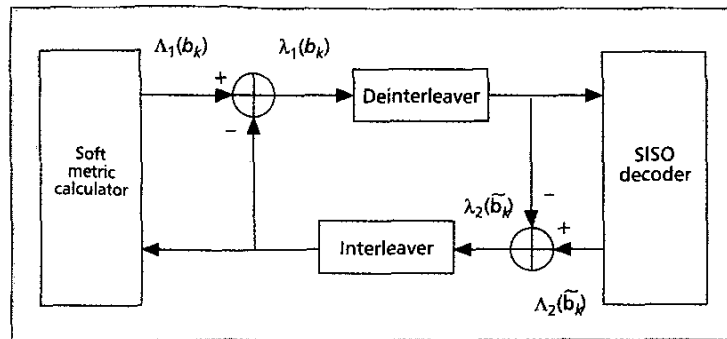 Λ₁(bₖ)
λ₁(bₖ)
+
−
Deinterleaver
Soft
metric
calculator
SISO
decoder
−
λ₂(b̃ₖ)
+
Interleaver
Λ₂(b̃ₖ)